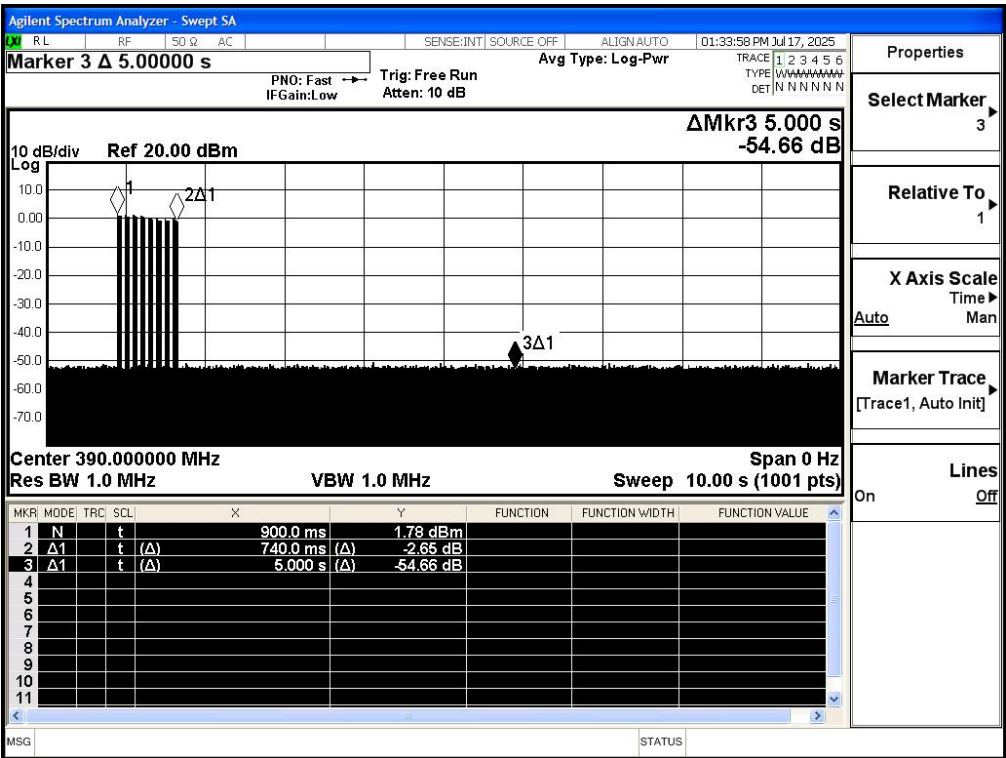 Agilent Spectrum Analyzer - Swept SA
LXI RL RF 50 Ω AC SENSE:INT SOURCE OFF ALIGN AUTO 01:33:58 PM Jul 17, 2025
Marker 3 Δ 5.00000 s
PNO: Fast
IFGain:Low
Trig: Free Run
Atten: 10 dB
Avg Type: Log-Pwr
TRACE 1 2 3 4 5 6
TYPE
DET N N N N N N
ΔMkr3 5.000 s
-54.66 dB
10 dB/div Ref 20.00 dBm
Log
10.0
0.00
-10.0
-20.0
-30.0
-40.0
-50.0
-60.0
-70.0
1
2Δ1
3Δ1
Center 390.000000 MHz Span 0 Hz
Res BW 1.0 MHz VBW 1.0 MHz Sweep 10.00 s (1001 pts)
MKR MODE TRC SCL X Y FUNCTION FUNCTION WIDTH FUNCTION VALUE
1 N t 900.0 ms 1.78 dBm
2 Δ1 t (Δ) 740.0 ms (Δ) -2.65 dB
3 Δ1 t (Δ) 5.000 s (Δ) -54.66 dB
4
5
6
7
8
9
10
11
MSG STATUS
Properties
Select Marker
3
Relative To
1
X Axis Scale
Time
Auto Man
Marker Trace
[Trace1, Auto Init]
Lines
On Off